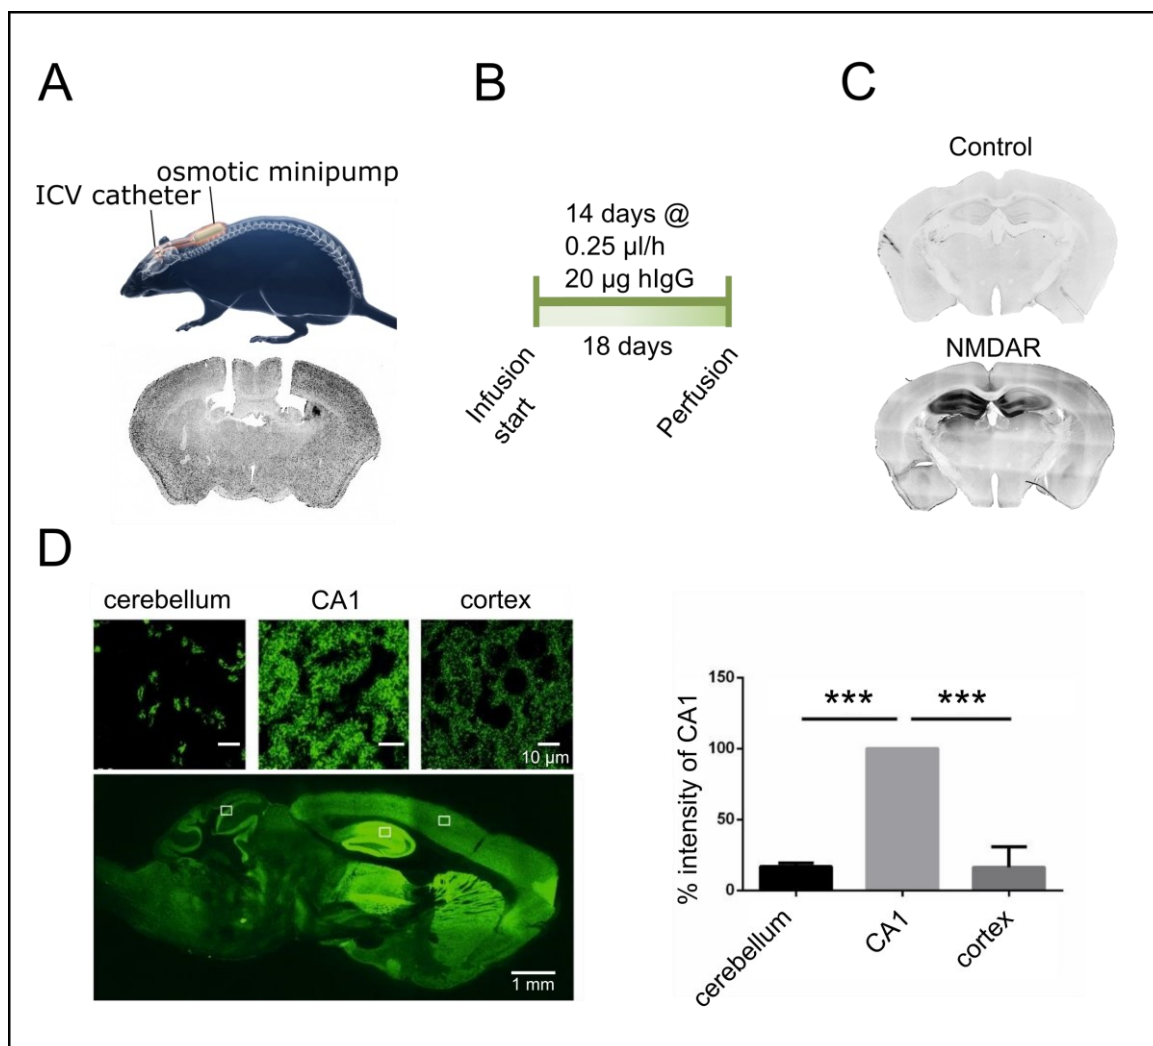 A
osmotic minipump
ICV catheter
B
14 days @
0.25 µl/h
20 µg hIgG
18 days
Infusion
start
Perfusion
C
Control
NMDAR
D
cerebellum
CA1
cortex
10 µm
1 mm
% intensity of CA1
150
100
50
0
***
***
cerebellum
CA1
cortex